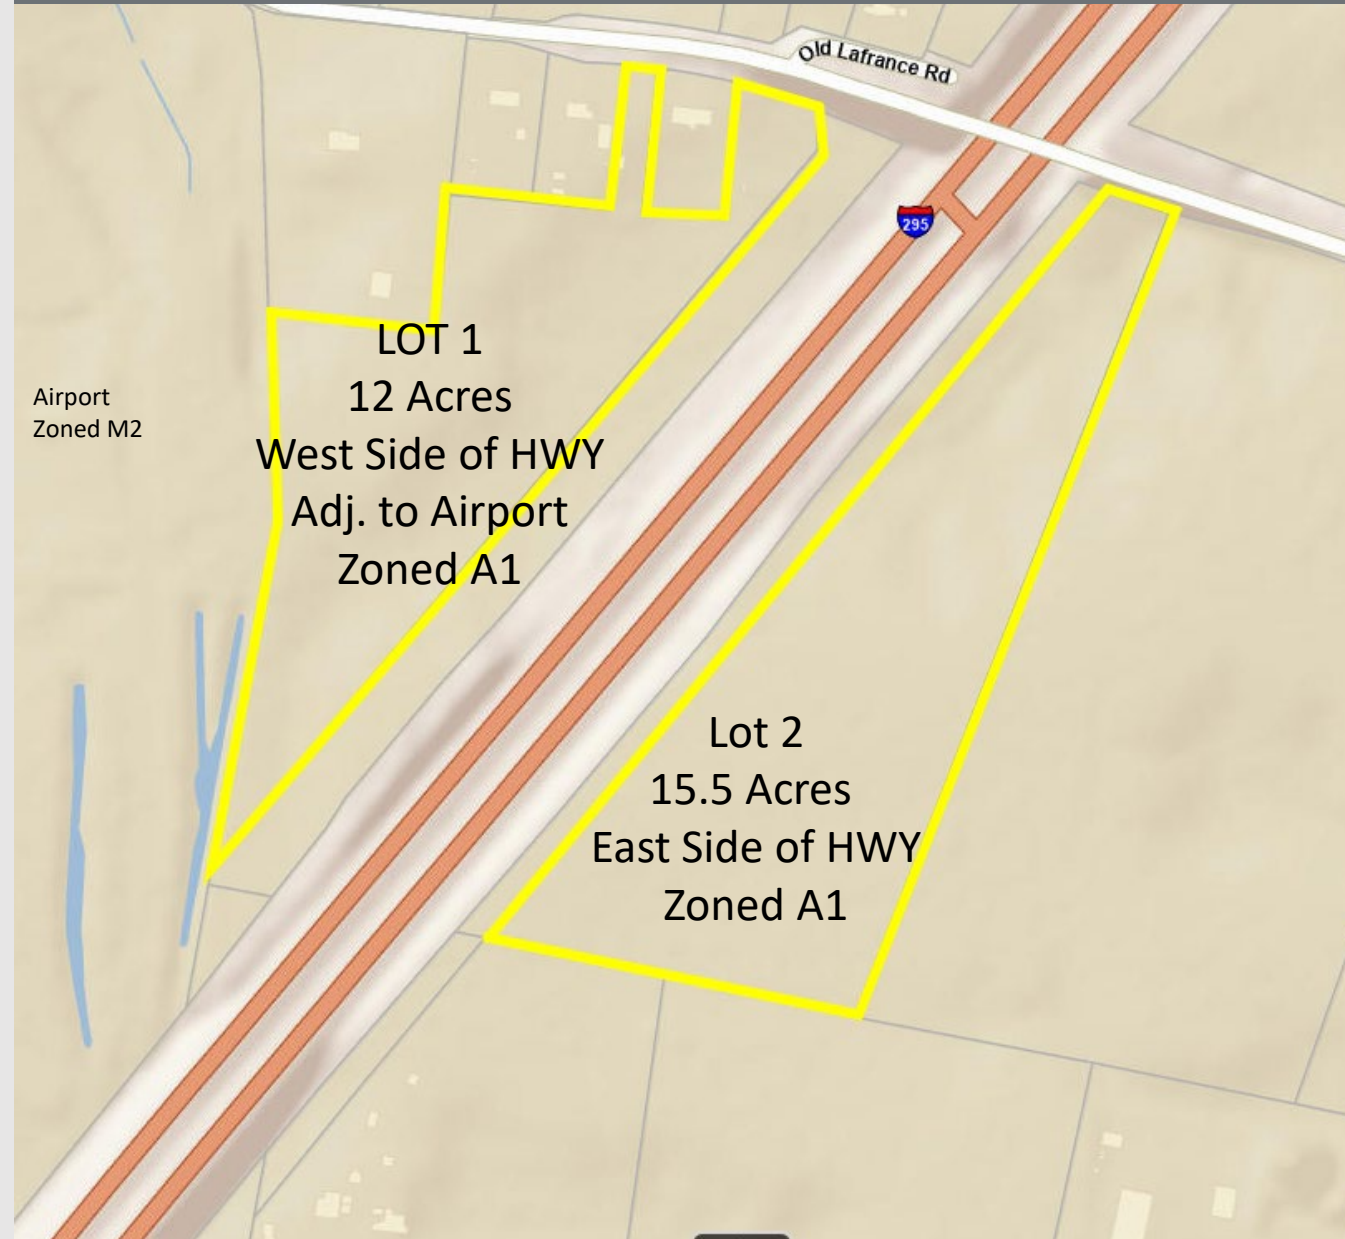 Old Lafrance Rd
295
LOT 1
12 Acres
West Side of HWY
Adj. to Airport
Zoned A1
Airport
Zoned M2
Lot 2
15.5 Acres
East Side of HWY
Zoned A1